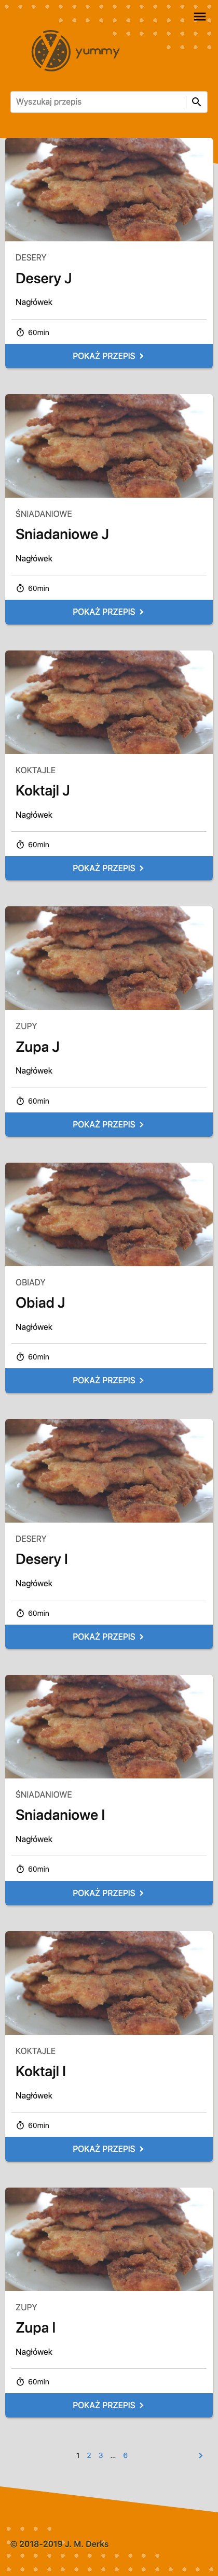 yummy
Wyszukaj przepis
DESERY
Desery J
Nagłówek
60min
POKAŻ PRZEPIS
ŚNIADANIOWE
Sniadaniowe J
Nagłówek
60min
POKAŻ PRZEPIS
KOKTAJLE
Koktajl J
Nagłówek
60min
POKAŻ PRZEPIS
ZUPY
Zupa J
Nagłówek
60min
POKAŻ PRZEPIS
OBIADY
Obiad J
Nagłówek
60min
POKAŻ PRZEPIS
DESERY
Desery I
Nagłówek
60min
POKAŻ PRZEPIS
ŚNIADANIOWE
Sniadaniowe I
Nagłówek
60min
POKAŻ PRZEPIS
KOKTAJLE
Koktajl I
Nagłówek
60min
POKAŻ PRZEPIS
ZUPY
Zupa I
Nagłówek
60min
POKAŻ PRZEPIS
1 2 3 ... 6
© 2018-2019 J. M. Derks